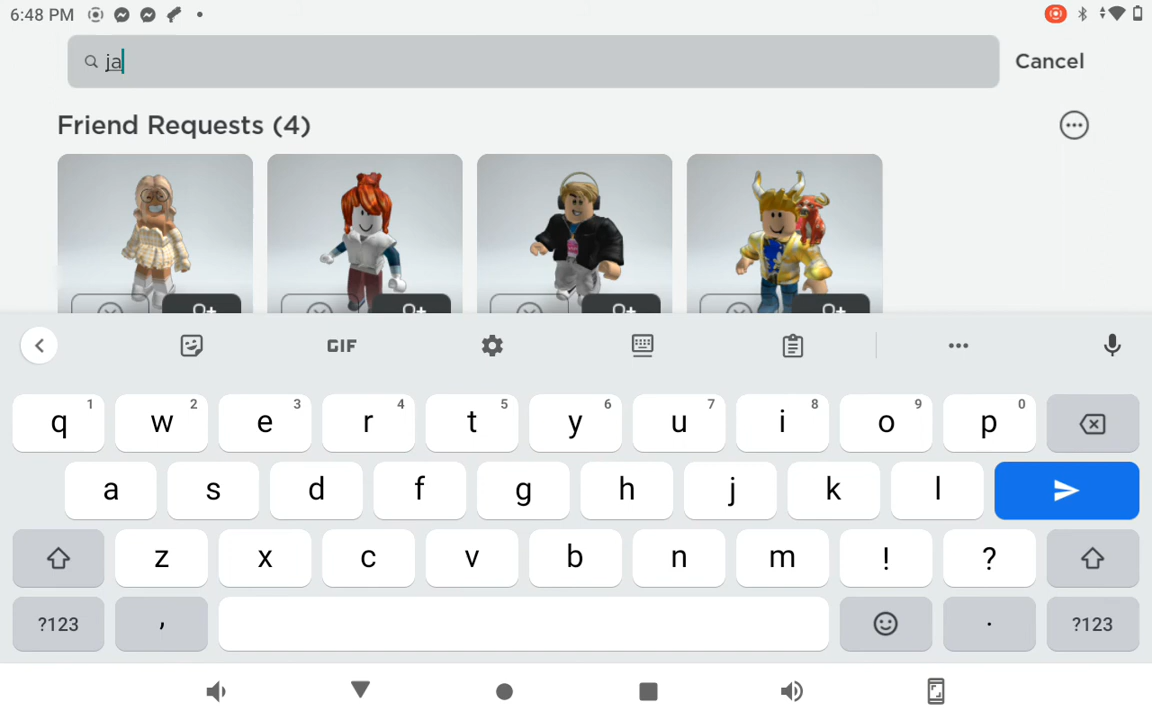 6:48 PM
ja
Cancel
Friend Requests (4)
GIF
q 1 w 2 e 3 r 4 t 5 y 6 u 7 i 8 o 9 p 0
a s d f g h j k l
z x c v b n m ! ?
?123 , . ?123